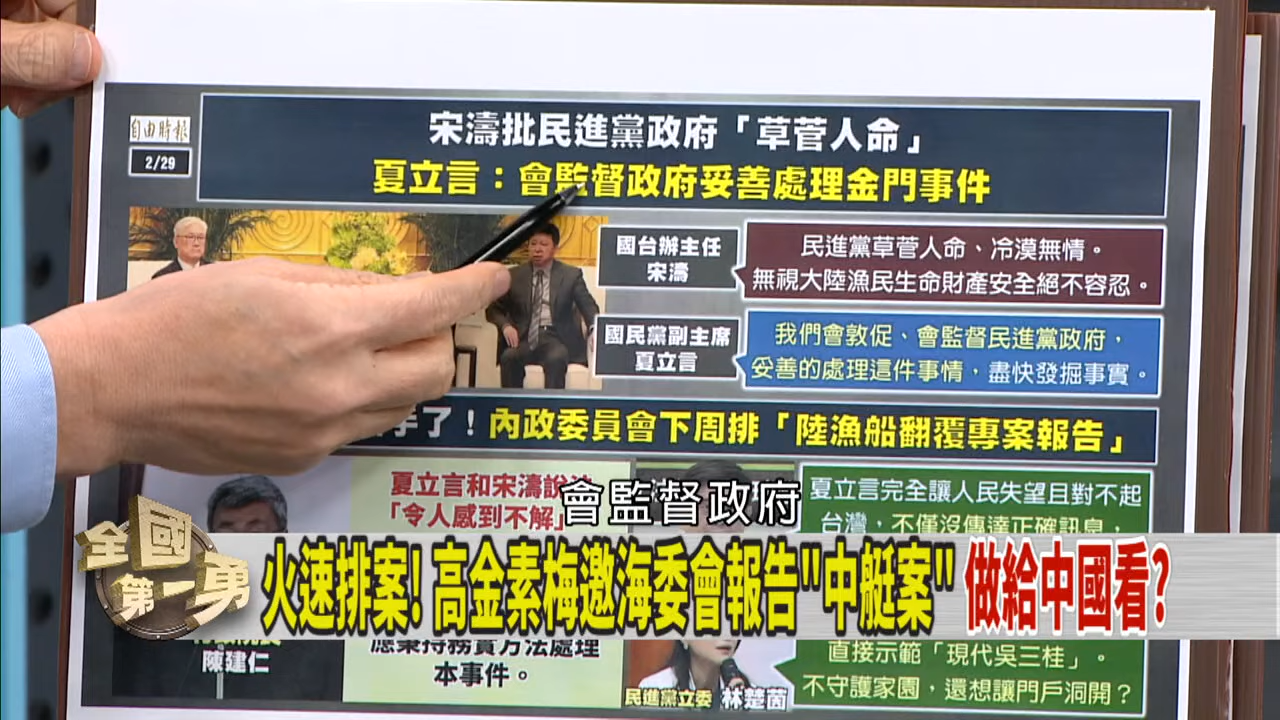 自由時報
2/29
宋濤批民進黨政府「草菅人命」
夏立言：會監督政府妥善處理金門事件
國台辦主任
宋濤
民進黨草菅人命、冷漠無情。
無視大陸漁民生命財產安全絕不容忍。
國民黨副主席
夏立言
我們會敦促、會監督民進黨政府，
妥善的處理這件事情，盡快發掘事實。
手了！內政委員會下周排「陸漁船翻覆專案報告」
夏立言和宋濤說法
「令人感到不解」
夏立言完全讓人民失望且對不起
台灣，不僅沒傳達正確訊息，
會監督政府
全國第一勇
火速排案！高金素梅邀海委會報告"中艇案" 做給中國看?
陳建仁
應秉持務實方法處理
本事件。
民進黨立委 林楚茵
直接示範「現代吳三桂」。
不守護家園，還想讓門戶洞開？